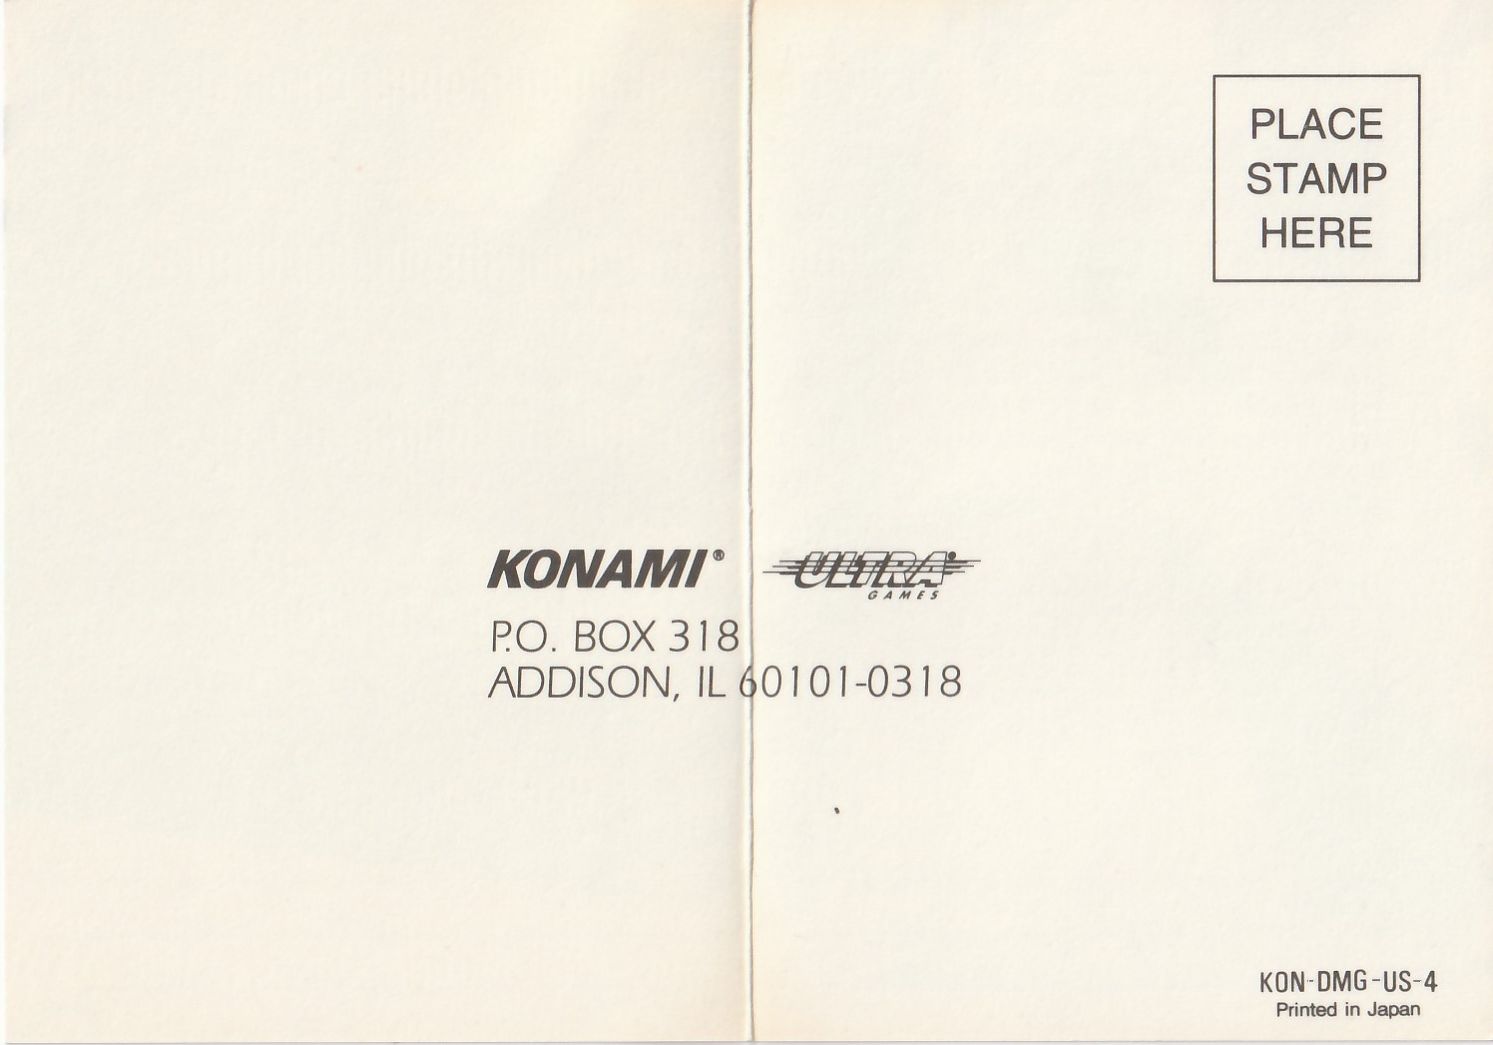 PLACE
STAMP
HERE
KONAMI® ULTRA®
GAMES
P.O. BOX 318
ADDISON, IL 60101-0318
KON-DMG-US-4
Printed in Japan